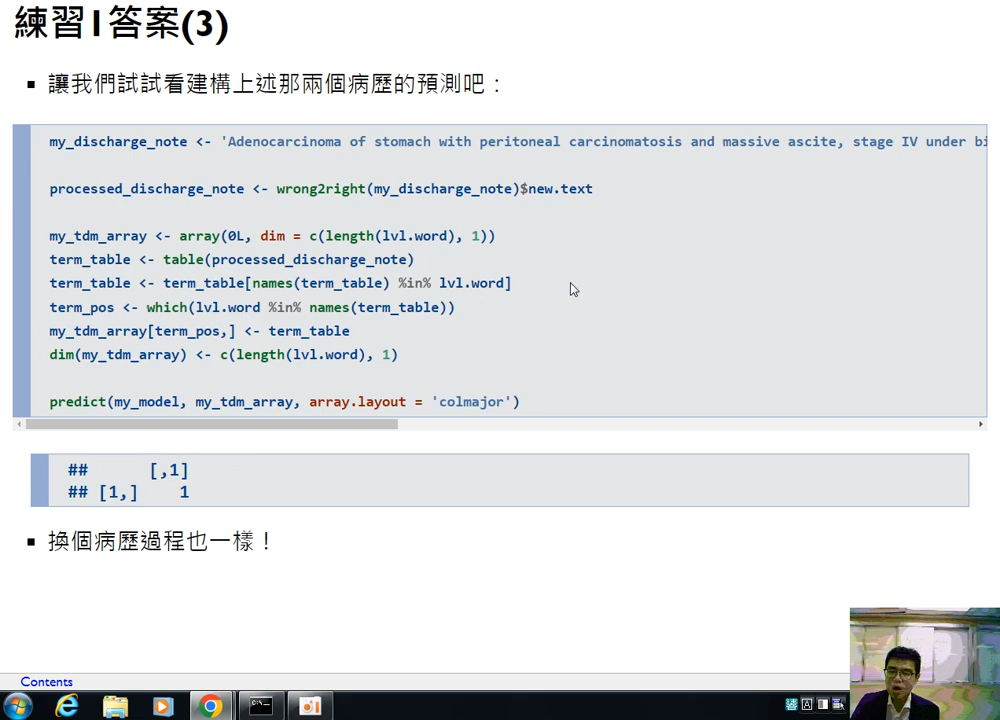 練習1答案(3)
▪ 讓我們試試看建構上述那兩個病歷的預測吧：
my_discharge_note <- 'Adenocarcinoma of stomach with peritoneal carcinomatosis and massive ascite, stage IV under bi
processed_discharge_note <- wrong2right(my_discharge_note)$new.text
my_tdm_array <- array(0L, dim = c(length(lvl.word), 1))
term_table <- table(processed_discharge_note)
term_table <- term_table[names(term_table) %in% lvl.word]
term_pos <- which(lvl.word %in% names(term_table))
my_tdm_array[term_pos,] <- term_table
dim(my_tdm_array) <- c(length(lvl.word), 1)
predict(my_model, my_tdm_array, array.layout = 'colmajor')
## [,1]
## [1,] 1
▪ 換個病歷過程也一樣！
Contents